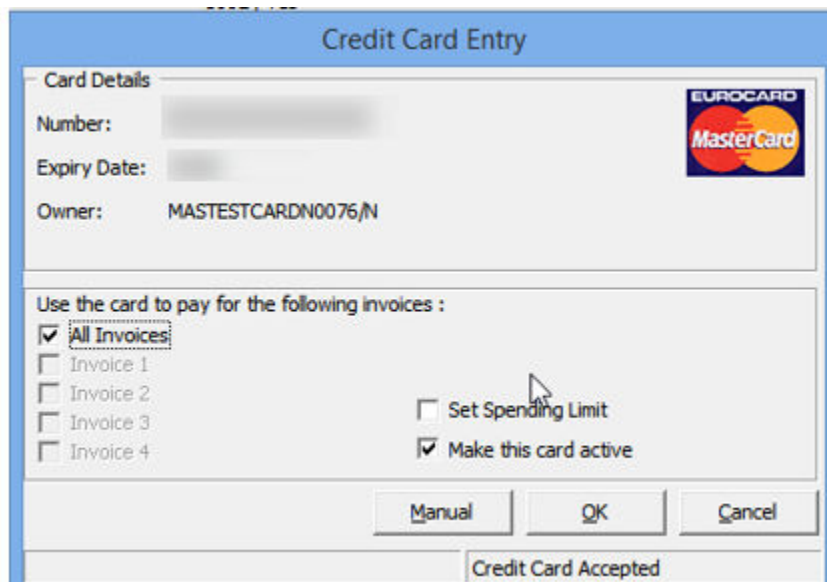 Credit Card Entry
Card Details
EUROCARD
MasterCard
Number:
Expiry Date:
Owner: MASTESTCARDN0076/N
Use the card to pay for the following invoices :
All Invoices
Invoice 1
Invoice 2
Invoice 3
Set Spending Limit
Invoice 4
Make this card active
Manual OK Cancel
Credit Card Accepted